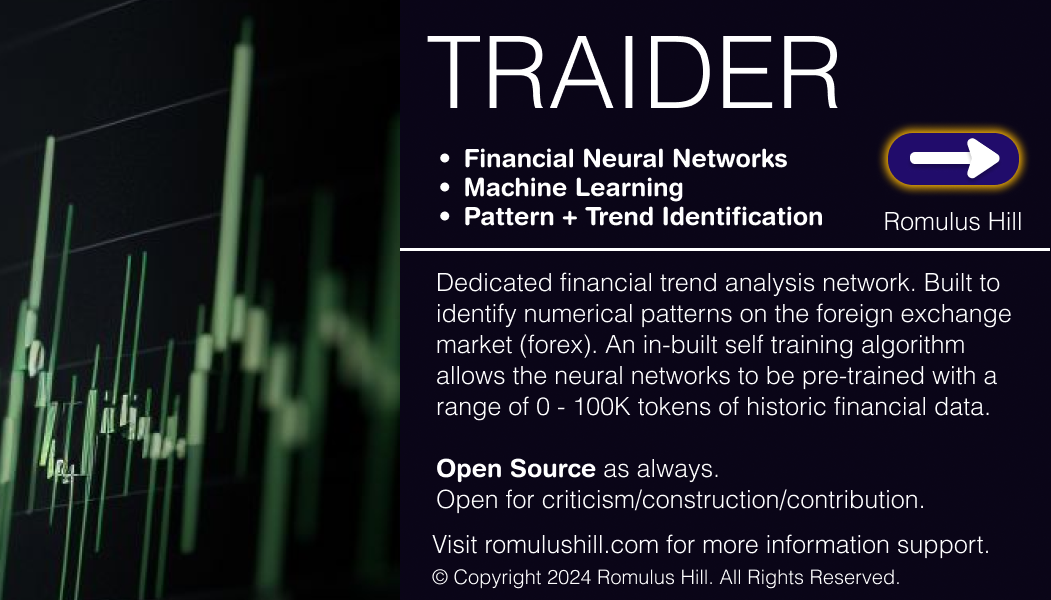 TRAIDER
• Financial Neural Networks
• Machine Learning
• Pattern + Trend Identification
Romulus Hill
Dedicated financial trend analysis network. Built to
identify numerical patterns on the foreign exchange
market (forex). An in-built self training algorithm
allows the neural networks to be pre-trained with a
range of 0 - 100K tokens of historic financial data.
Open Source as always.
Open for criticism/construction/contribution.
Visit romulushill.com for more information support.
© Copyright 2024 Romulus Hill. All Rights Reserved.